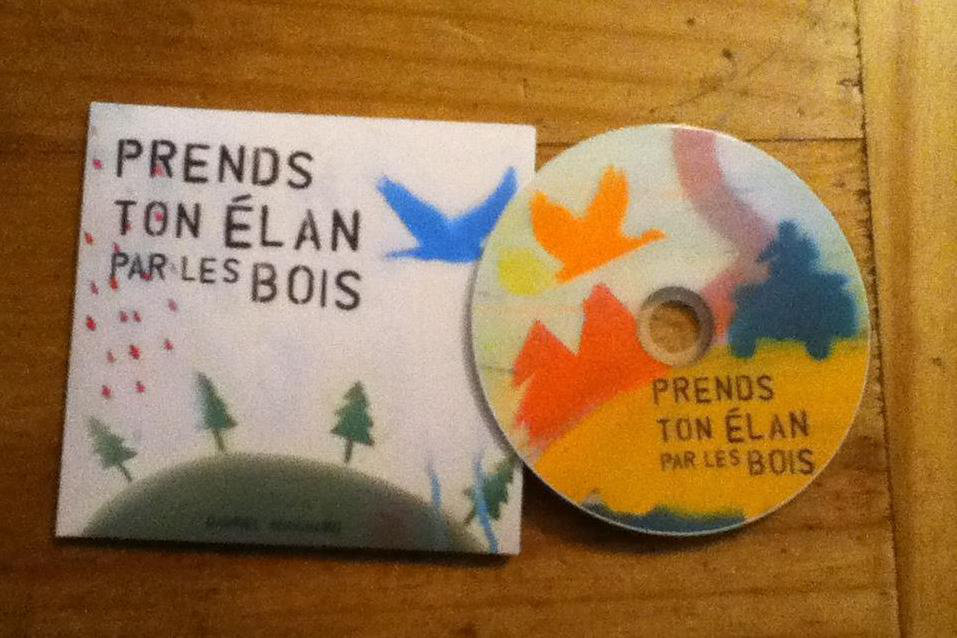 PRENDS
TON ÉLAN
PAR LES BOIS
PRENDS
TON ÉLAN
PAR LES BOIS